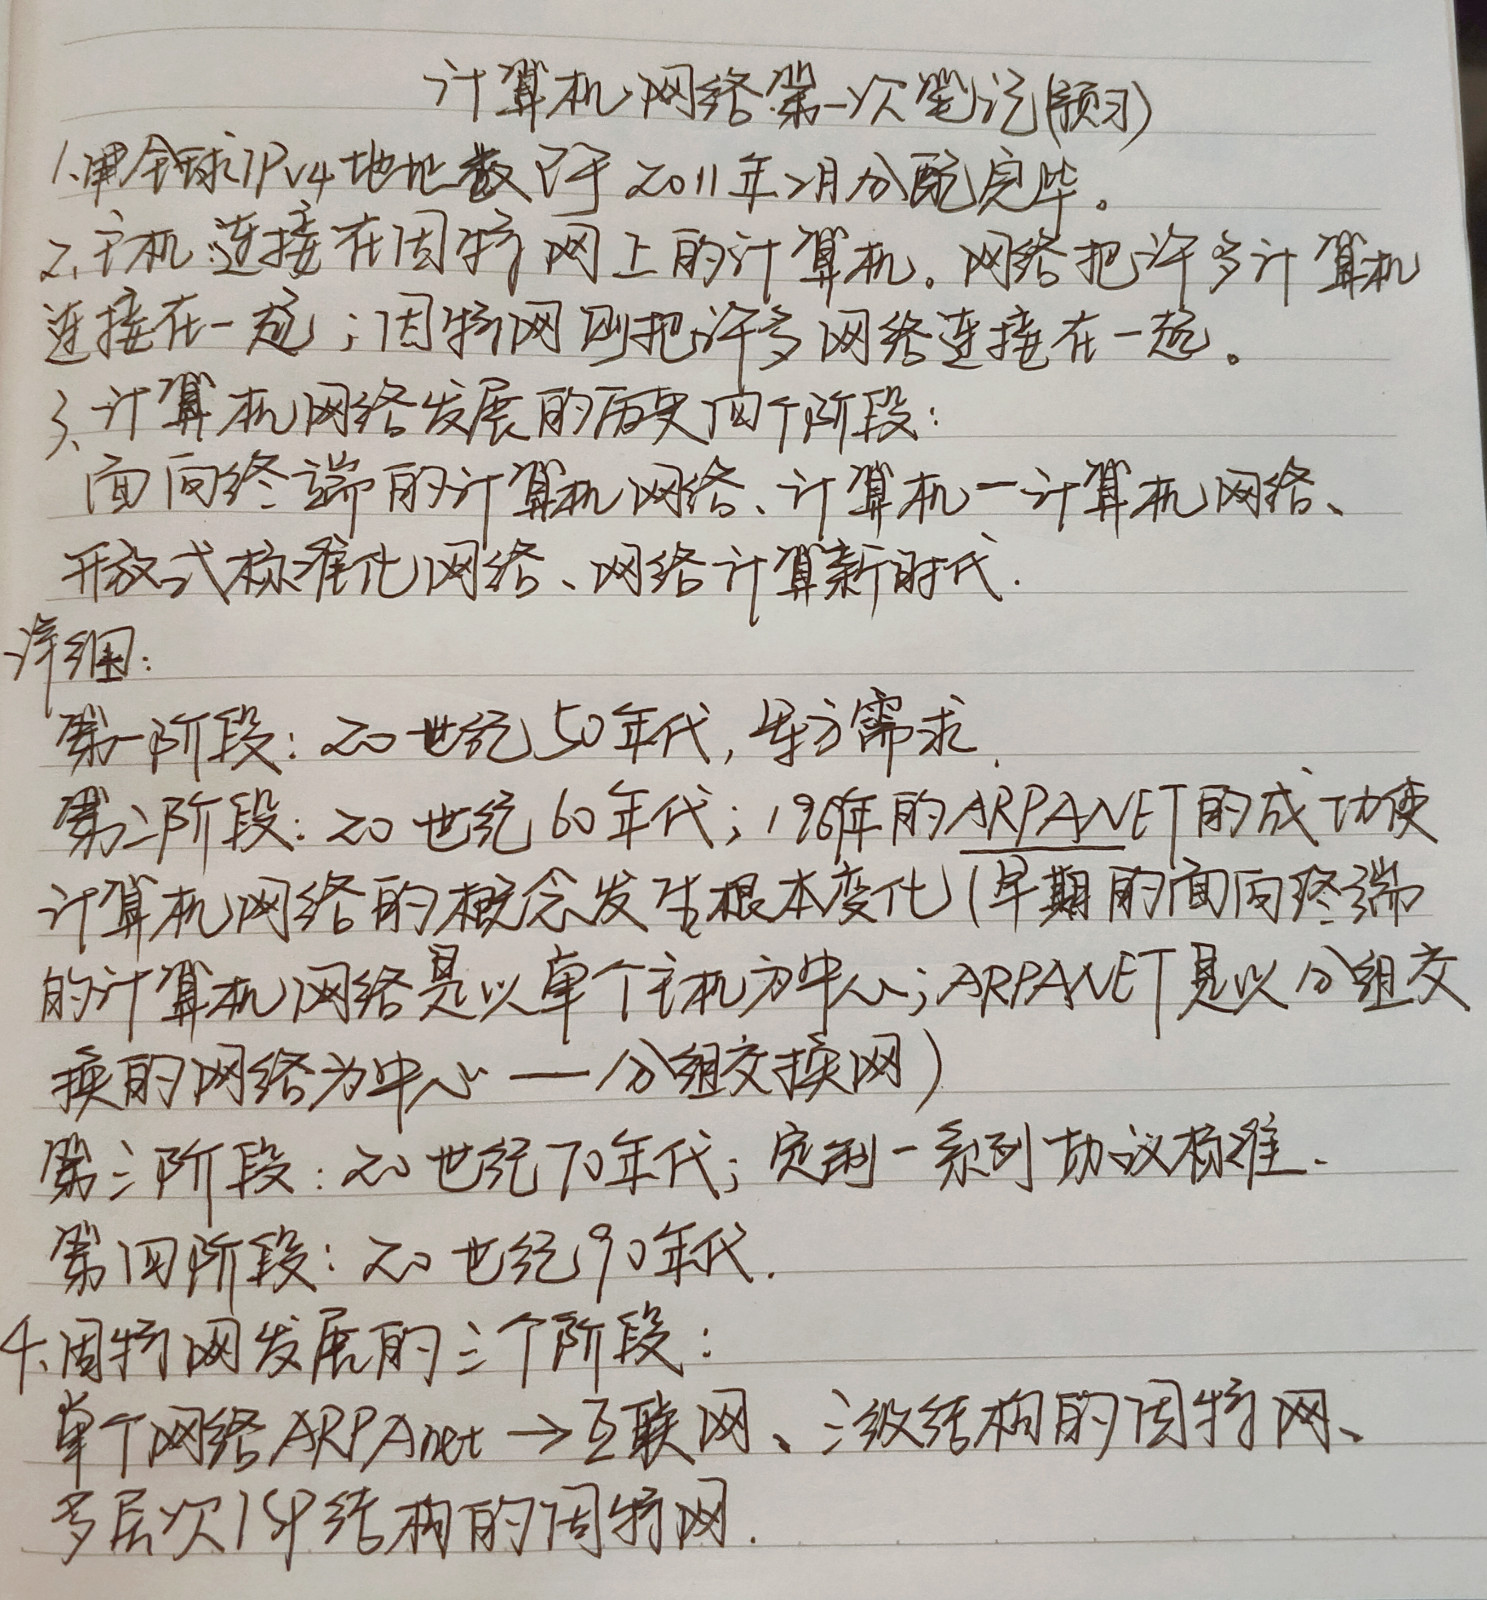 计算机网络第一次笔记(预习)
1、全球IPv4地址数已于2011年2月分配完毕。
2、主机:连接在因特网上的计算机。网络把许多计算机
连接在一起;因特网则把许多网络连接在一起。
3、计算机网络发展的历史四个阶段:
面向终端的计算机网络、计算机一计算机网络、
开放式标准化网络、网络计算新时代.
详细:
第一阶段:20世纪50年代,军方需求.
第二阶段:20世纪60年代;1969年的ARPANET的成功使
计算机网络的概念发生根本变化(早期的面向终端
的计算机网络是以单个主机为中心;ARPANET是以分组交
换的网络为中心——分组交换网)
第三阶段:20世纪70年代;定制一系列协议标准.
第四阶段:20世纪90年代.
4、因特网发展的三个阶段:
单个网络ARPAnet→互联网、三级结构的因特网、
多层次ISP结构的因特网.